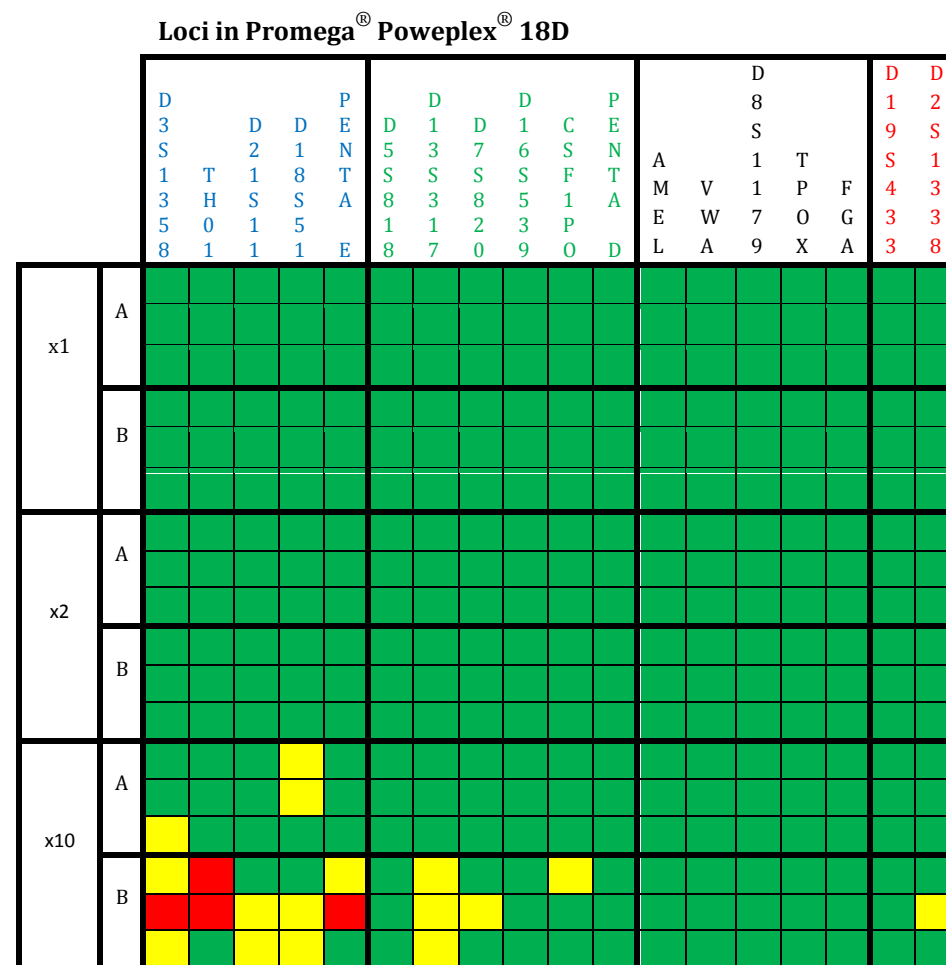 Loci in Promega® Poweplex® 18D
D3S1358
TH01
D21S11
D18S51
PENTA E
D5S818
D13S317
D7S820
D16S539
CSF1PO
PENTA D
AMEL
VWA
D8S1179
TPOX
FGA
D19S433
D2S1338
x1
A
B
x2
A
B
x10
A
B